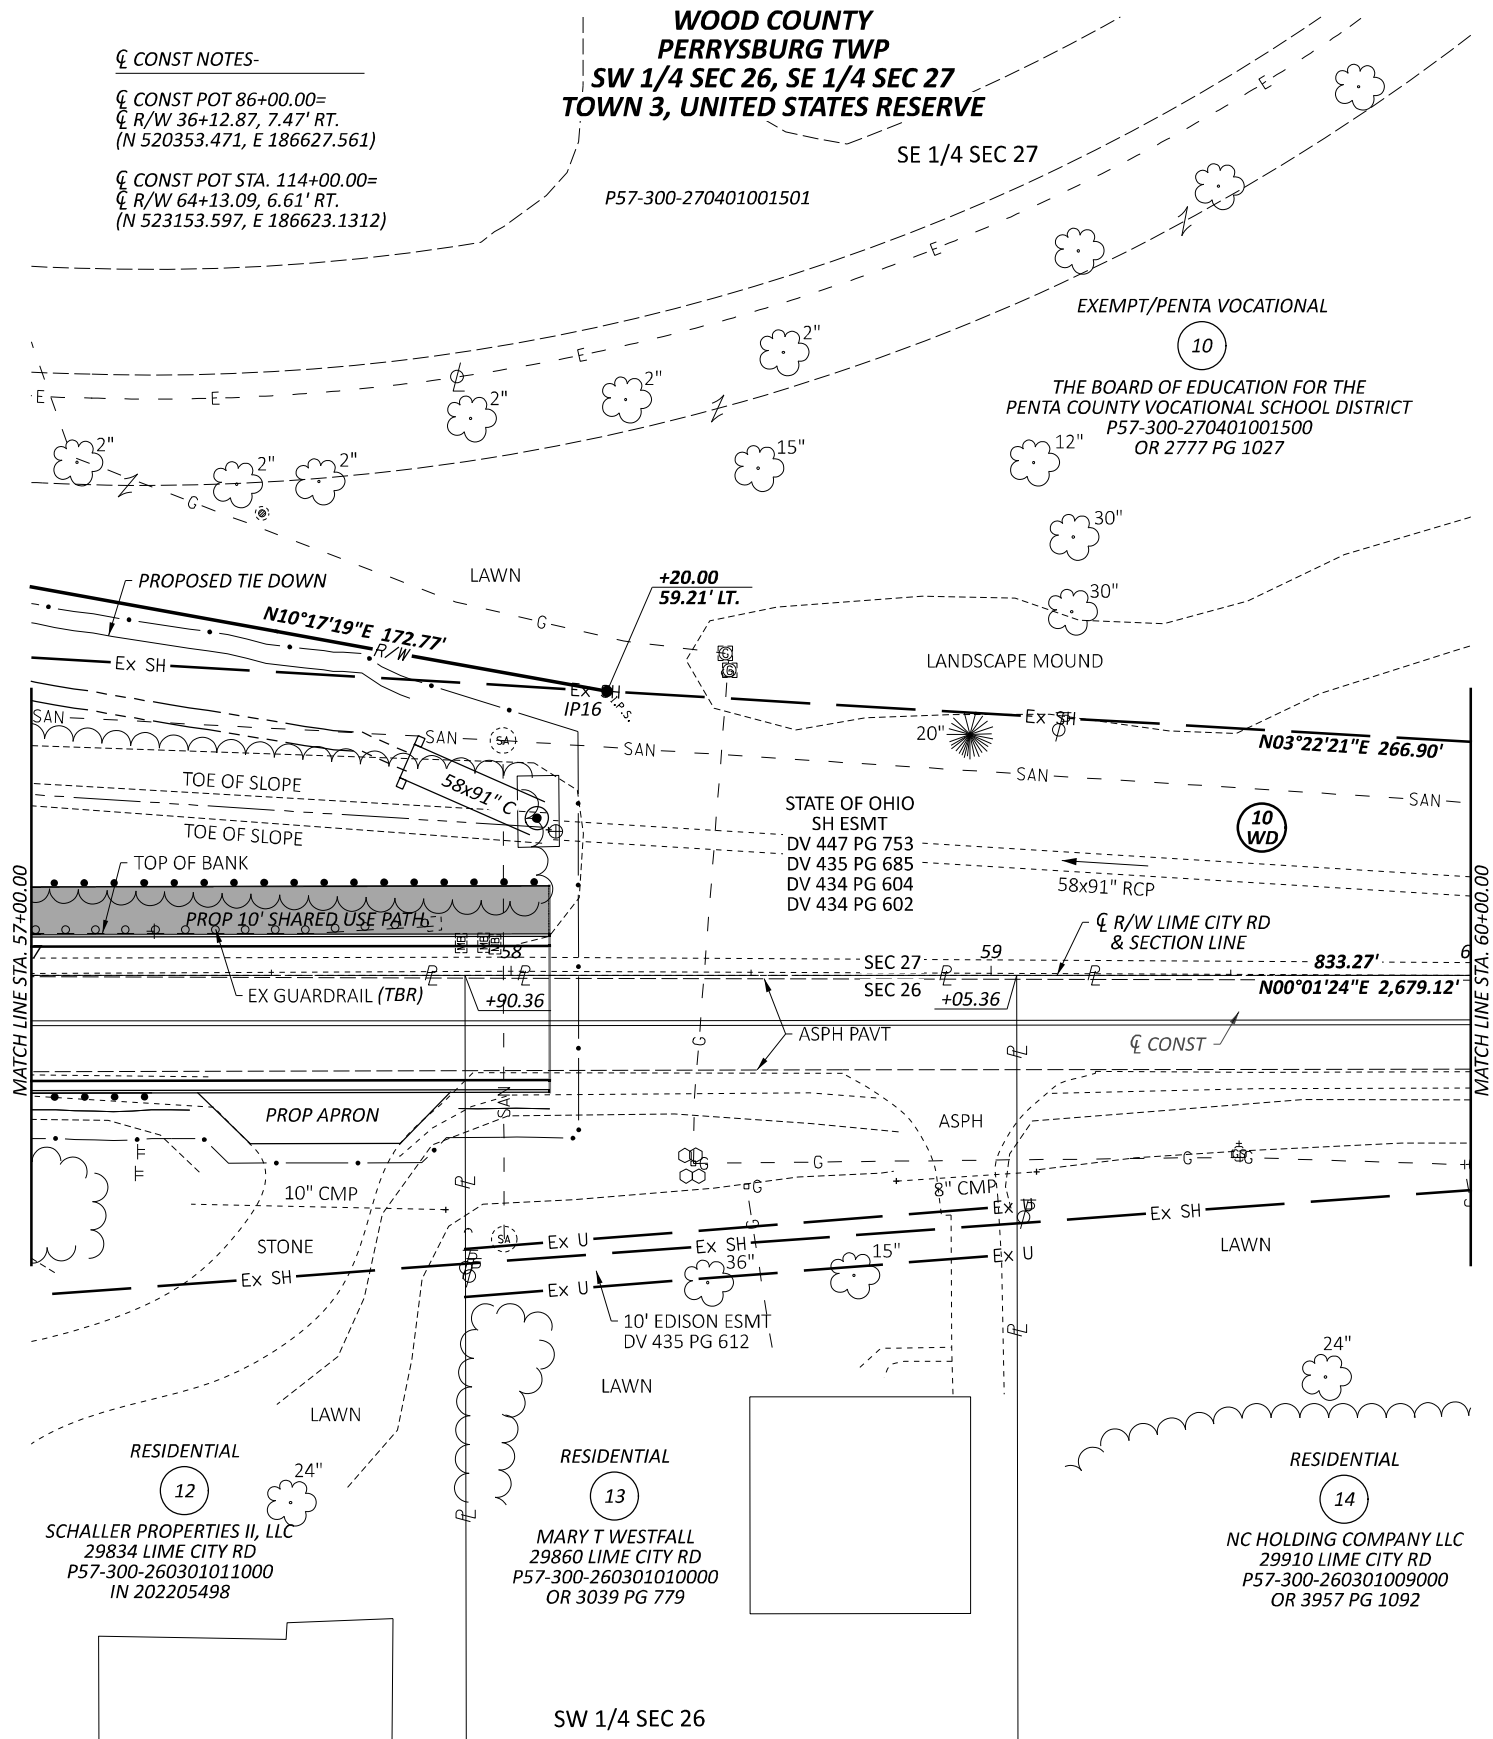 WOOD COUNTY
PERRYSBURG TWP
SW 1/4 SEC 26, SE 1/4 SEC 27
TOWN 3, UNITED STATES RESERVE
℄ CONST NOTES-
℄ CONST POT 86+00.00=
℄ R/W 36+12.87, 7.47' RT.
(N 520353.471, E 186627.561)
℄ CONST POT STA. 114+00.00=
℄ R/W 64+13.09, 6.61' RT.
(N 523153.597, E 186623.1312)
SE 1/4 SEC 27
P57-300-270401001501
E
E
E
E
E
EXEMPT/PENTA VOCATIONAL
10
THE BOARD OF EDUCATION FOR THE
PENTA COUNTY VOCATIONAL SCHOOL DISTRICT
P57-300-270401001500
OR 2777 PG 1027
2"
2"
2"
2"
2"
2"
15"
12"
30"
30"
G
LAWN
G
PROPOSED TIE DOWN
N10°17'19"E 172.77'
R/W
+20.00
59.21' LT.
G
G
LANDSCAPE MOUND
Ex SH
Ex SH
IP16
I.P.S.
Ex SH
20"
N03°22'21"E 266.90'
SAN
SAN
SA
SAN
SAN
SAN
TOE OF SLOPE
58x91" C
TOE OF SLOPE
TOP OF BANK
STATE OF OHIO
SH ESMT
DV 447 PG 753
DV 435 PG 685
DV 434 PG 604
DV 434 PG 602
10
WD
58x91" RCP
MATCH LINE STA. 57+00.00
MATCH LINE STA. 60+00.00
PROP 10' SHARED USE PATH
MB
MB
MB
℄ R/W LIME CITY RD
& SECTION LINE
58
59
6
SEC 27
SEC 26
833.27'
N00°01'24"E 2,679.12'
EX GUARDRAIL (TBR)
+90.36
+05.36
G
ASPH PAVT
℄ CONST
SAN
PROP APRON
ASPH
G
G
G
G
G
10" CMP
8" CMP
G
G
STONE
SA
Ex U
Ex SH
Ex U
Ex SH
LAWN
Ex SH
Ex U
Ex U
36"
15"
10' EDISON ESMT
DV 435 PG 612
LAWN
24"
LAWN
RESIDENTIAL
12
24"
SCHALLER PROPERTIES II, LLC
29834 LIME CITY RD
P57-300-260301011000
IN 202205498
RESIDENTIAL
13
MARY T WESTFALL
29860 LIME CITY RD
P57-300-260301010000
OR 3039 PG 779
RESIDENTIAL
14
NC HOLDING COMPANY LLC
29910 LIME CITY RD
P57-300-260301009000
OR 3957 PG 1092
SW 1/4 SEC 26